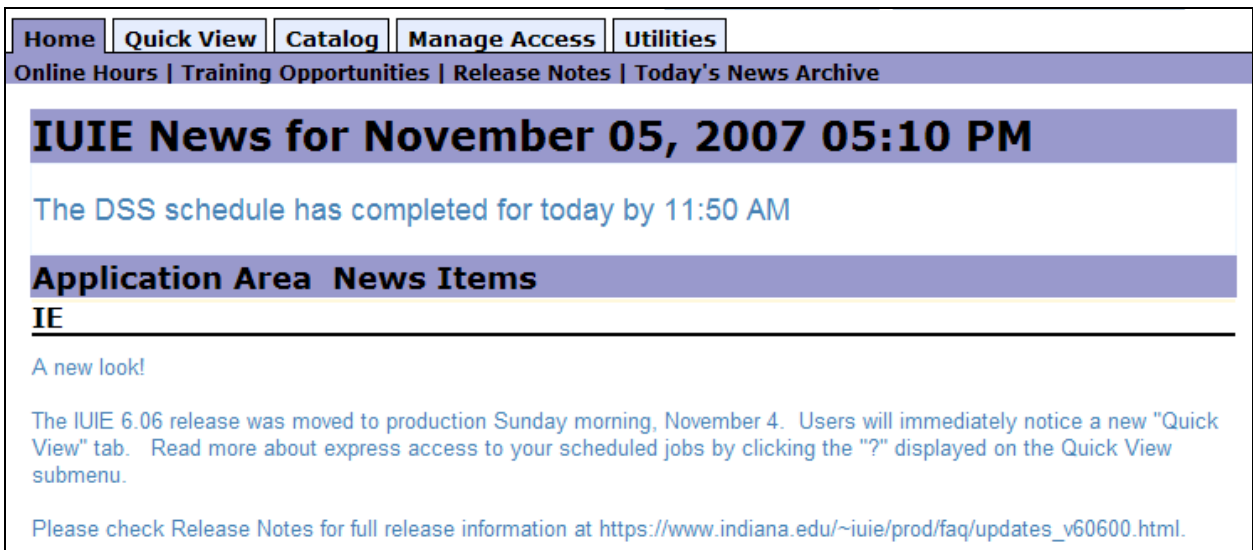 Home Quick View Catalog Manage Access Utilities
Online Hours | Training Opportunities | Release Notes | Today's News Archive
IUIE News for November 05, 2007 05:10 PM
The DSS schedule has completed for today by 11:50 AM
Application Area News Items
IE
A new look!
The IUIE 6.06 release was moved to production Sunday morning, November 4. Users will immediately notice a new "Quick
View" tab. Read more about express access to your scheduled jobs by clicking the "?" displayed on the Quick View
submenu.
Please check Release Notes for full release information at https://www.indiana.edu/~iuie/prod/faq/updates_v60600.html.